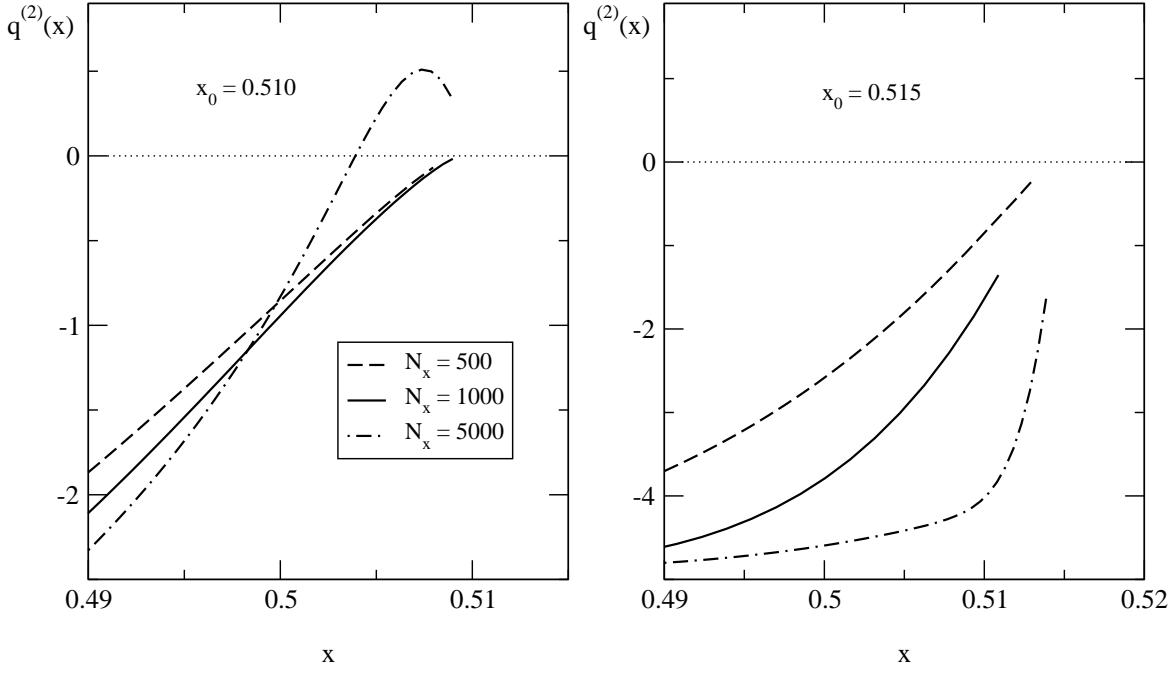 q^(2)(x)
x_0 = 0.510
0
-1
-2
N_x = 500
N_x = 1000
N_x = 5000
0.49
0.5
0.51
x
q^(2)(x)
x_0 = 0.515
0
-2
-4
0.49
0.5
0.51
0.52
x